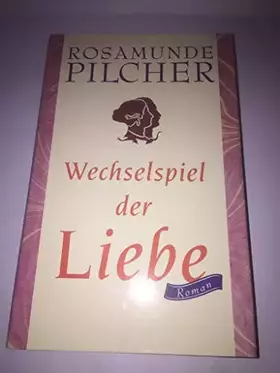 ROSAMUNDE
PILCHER
Wechselspiel
der
Liebe
Roman